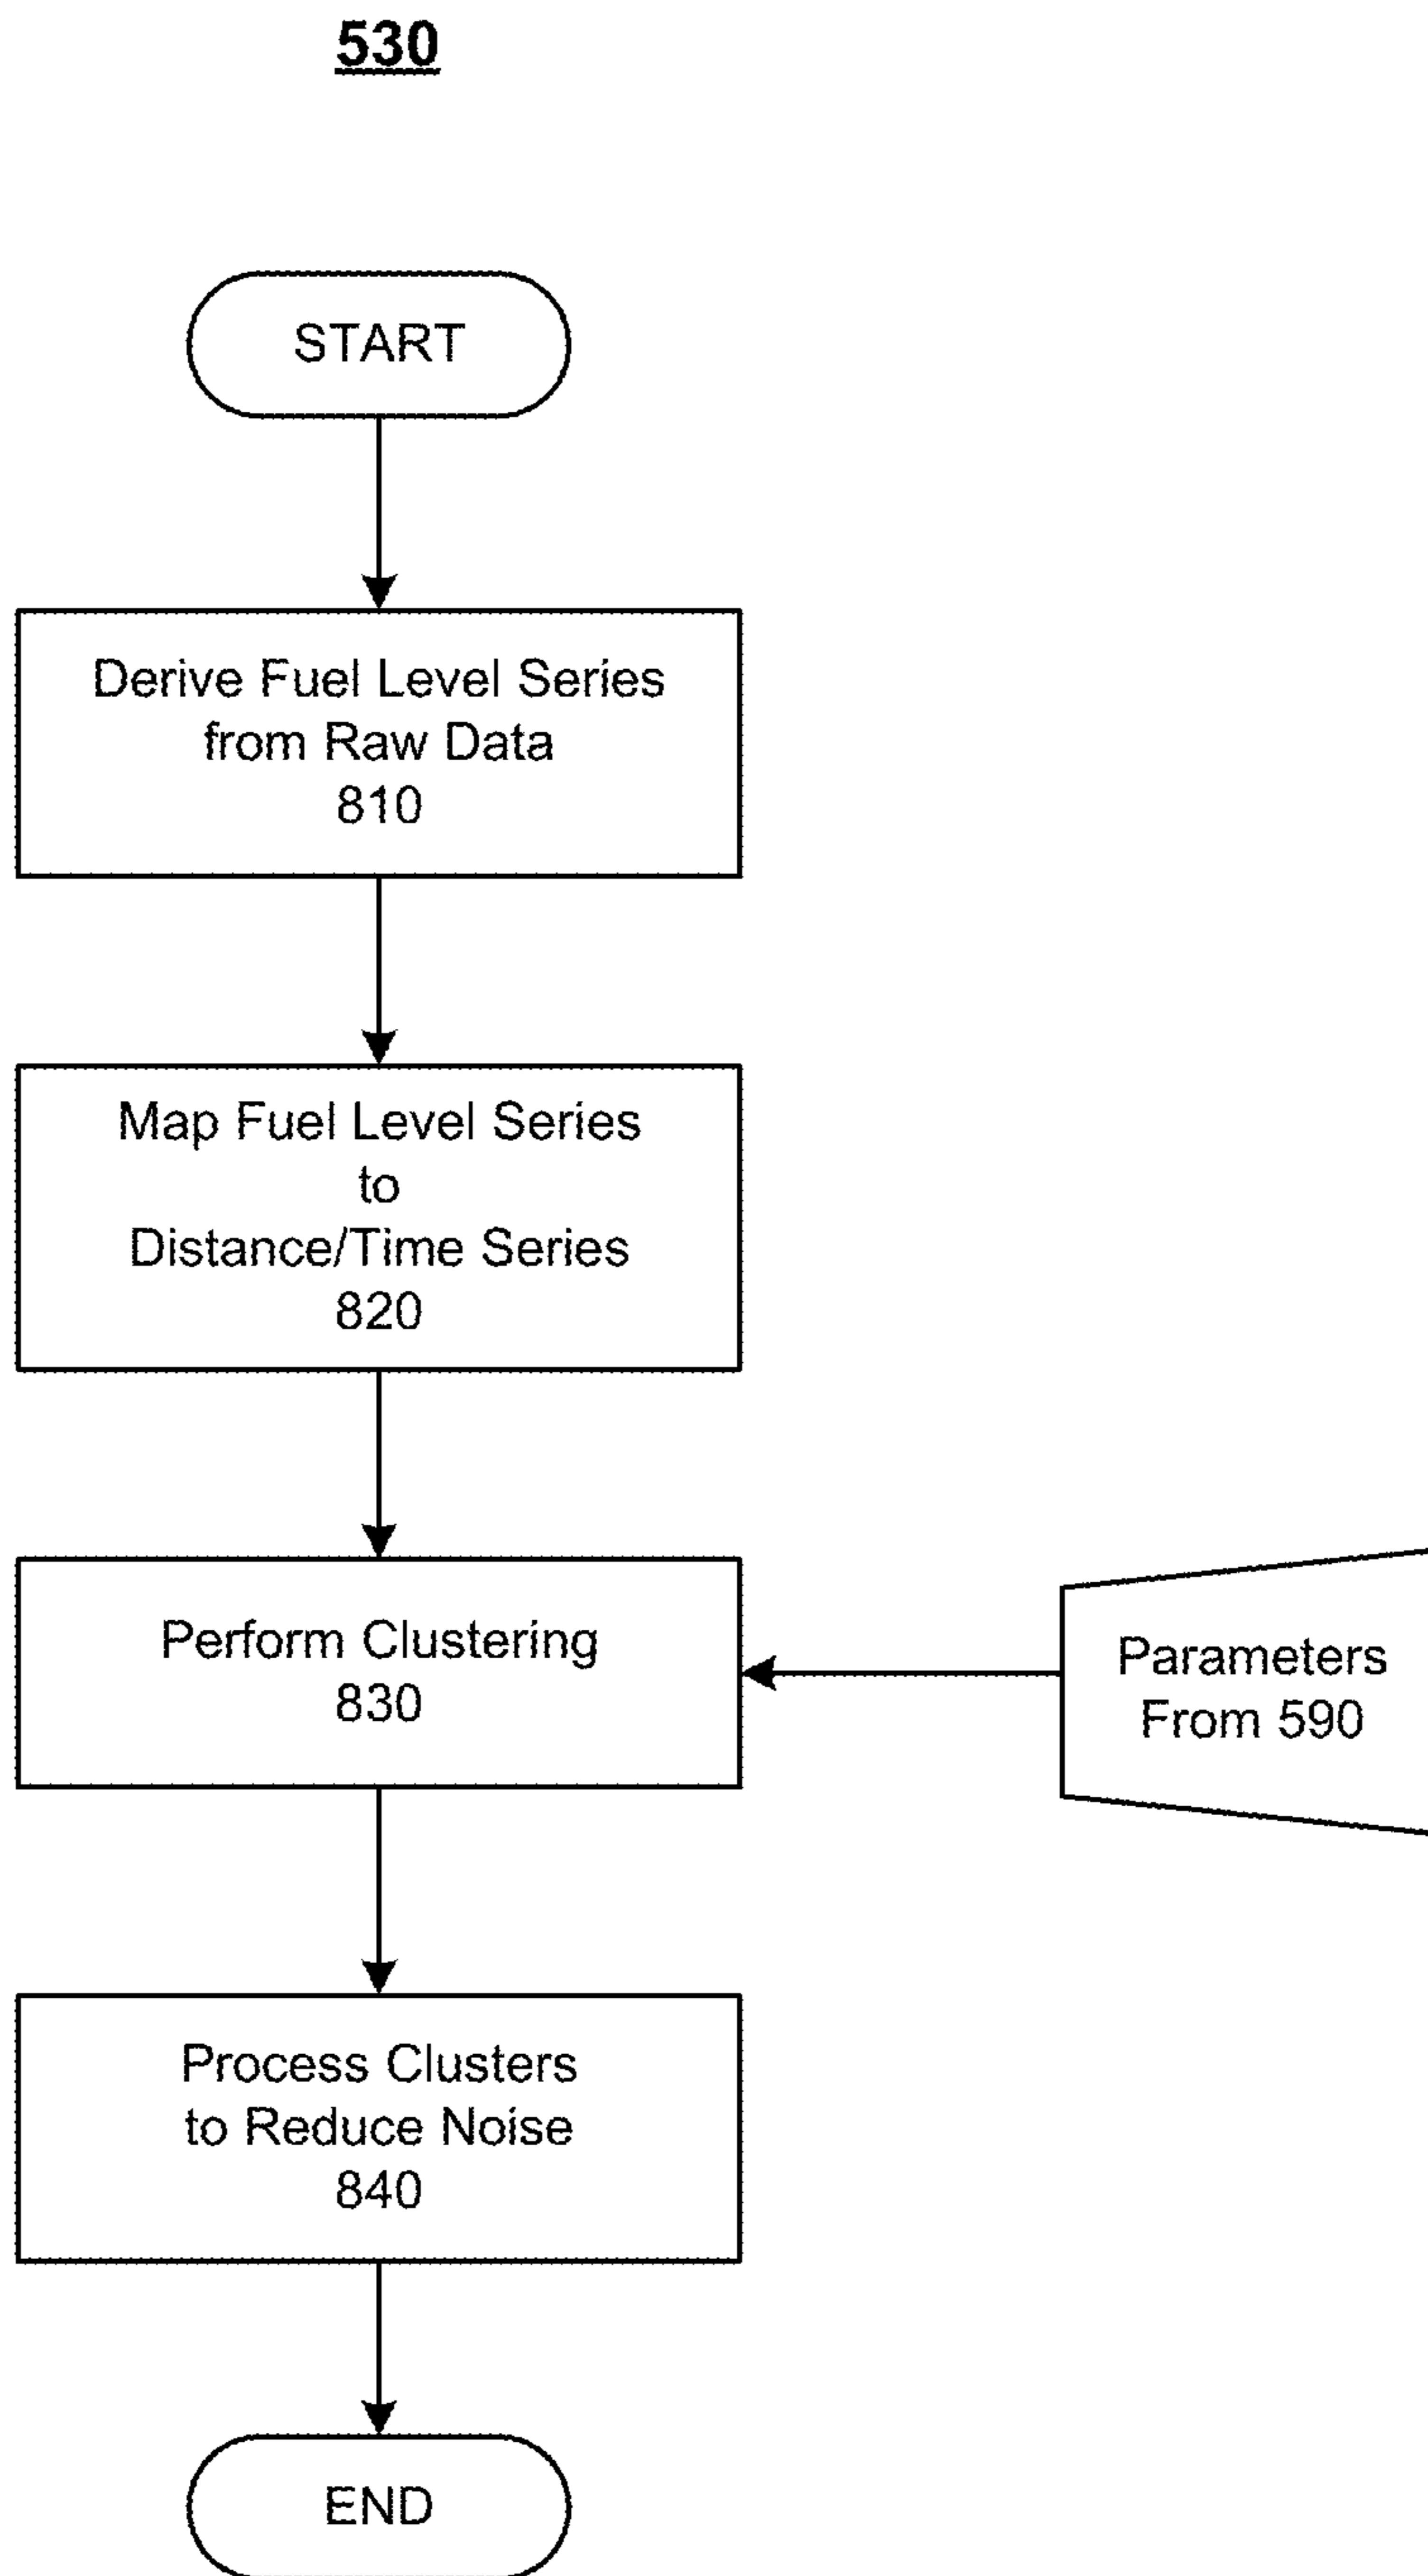 530
START
Derive Fuel Level Series
from Raw Data
810
Map Fuel Level Series
to
Distance/Time Series
820
Perform Clustering
830
Parameters
From 590
Process Clusters
to Reduce Noise
840
END